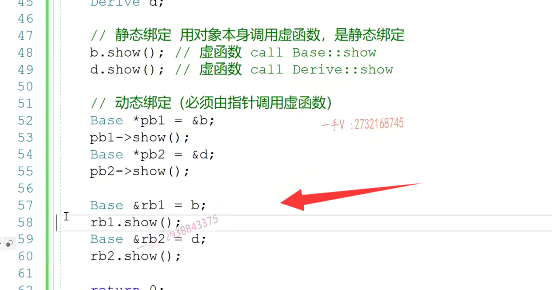 45 Derive d;
46
47 // 静态绑定 用对象本身调用虚函数，是静态绑定
48 b.show(); // 虚函数 call Base::show
49 d.show(); // 虚函数 call Derive::show
50
51 // 动态绑定（必须由指针调用虚函数）
52 Base *pb1 = &b;
一手V：2732168745
53 pb1->show();
54 Base *pb2 = &d;
55 pb2->show();
56
57 Base &rb1 = b;
58 rb1.show();
59 Base &rb2 = d;
2938843375
60 rb2.show();
61
62 return 0;